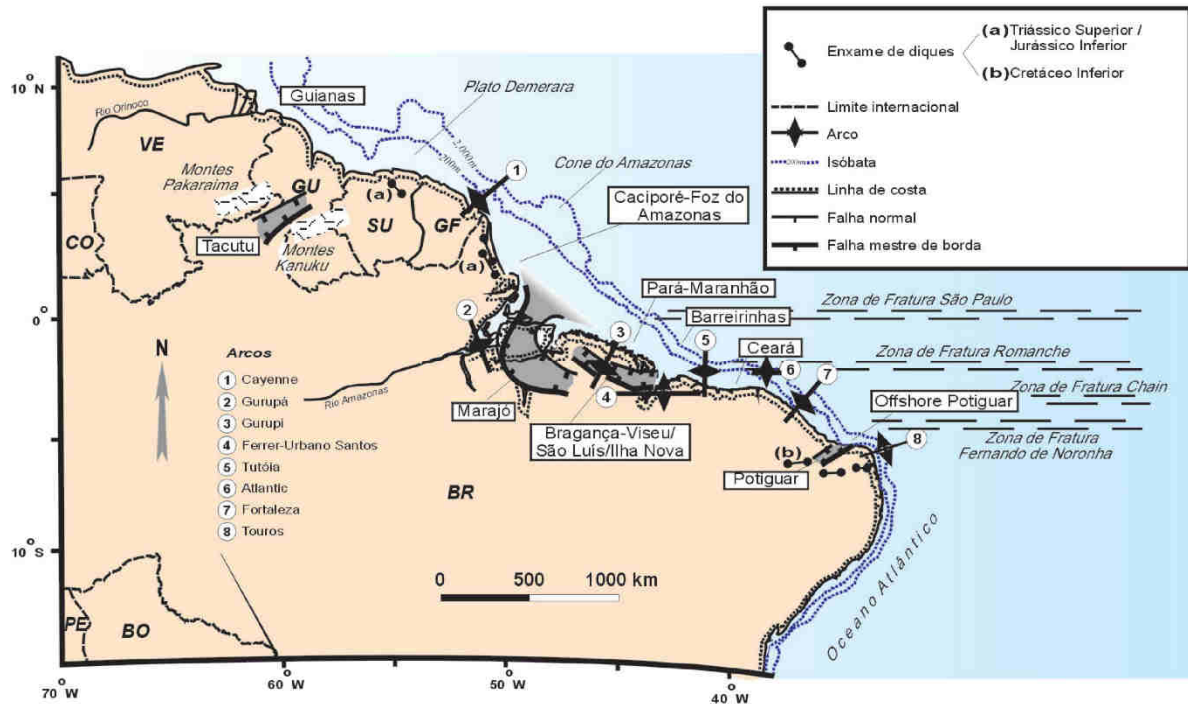 (a) Triássico Superior /
Jurássico Inferior
Enxame de diques
(b) Cretáceo Inferior
Limite internacional
Arco
200m
Isóbata
Linha de costa
Falha normal
Falha mestre de borda
10° N
0°
10° S
70° W
60° W
50° W
40° W
Rio Orinoco
Guianas
Plato Demerara
2,000m
200m
Cone do Amazonas
VE
Montes
Pakaraima
GU
(a)
1
Caciporé-Foz do
Amazonas
CO
Tacutu
Montes
Kanuku
SU
GF
(a)
Pará-Maranhão
Zona de Fratura São Paulo
2
3
Barreirinhas
5
N
Ceará
Zona de Fratura Romanche
6
7
Zona de Fratura Chain
Rio Amazonas
Marajó
4
Offshore Potiguar
Bragança-Viseu/
São Luís/Ilha Nova
8
Zona de Fratura
Fernando de Noronha
(b)
Potiguar
Arcos
1 Cayenne
2 Gurupá
3 Gurupi
4 Ferrer-Urbano Santos
5 Tutóia
6 Atlantic
7 Fortaleza
8 Touros
BR
0 500 1000 km
Oceano Atlântico
PE
BO